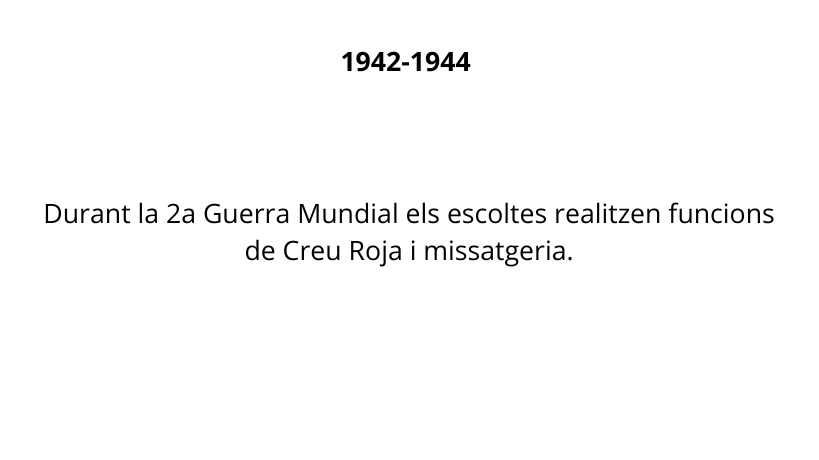 1942-1944
Durant la 2a Guerra Mundial els escoltes realitzen funcions
de Creu Roja i missatgeria.